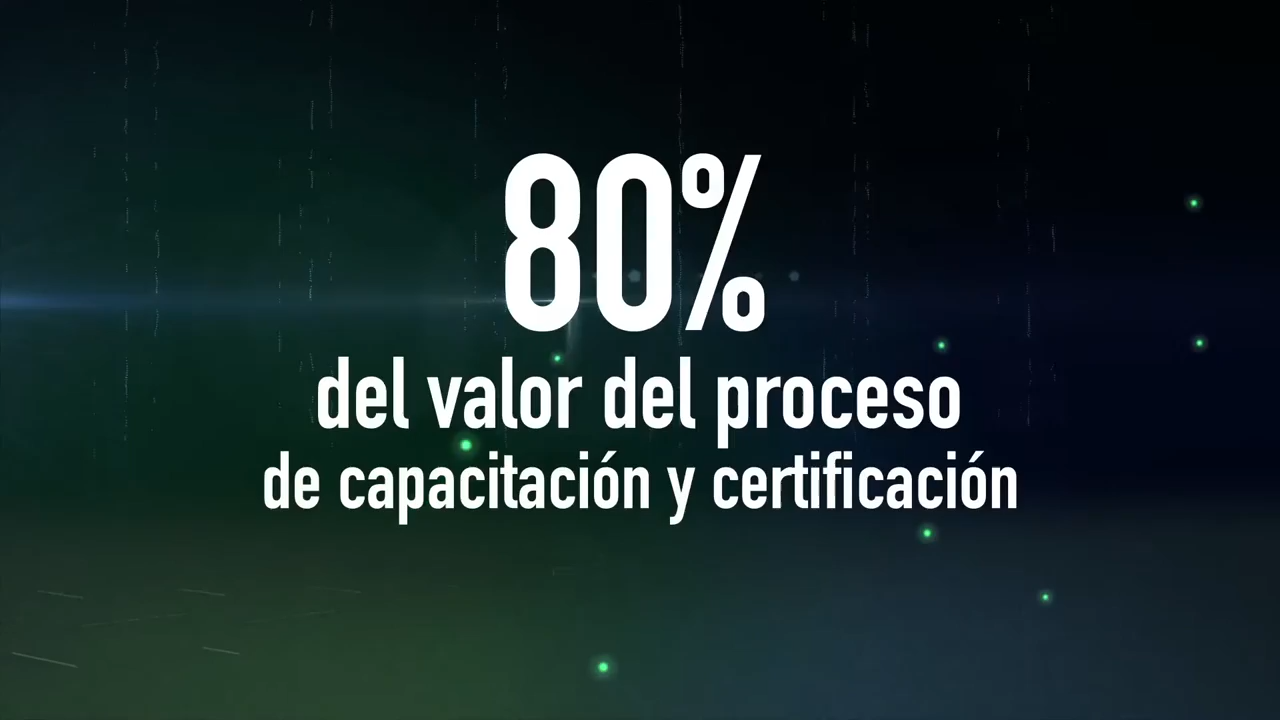 80%
del valor del proceso
de capacitación y certificación